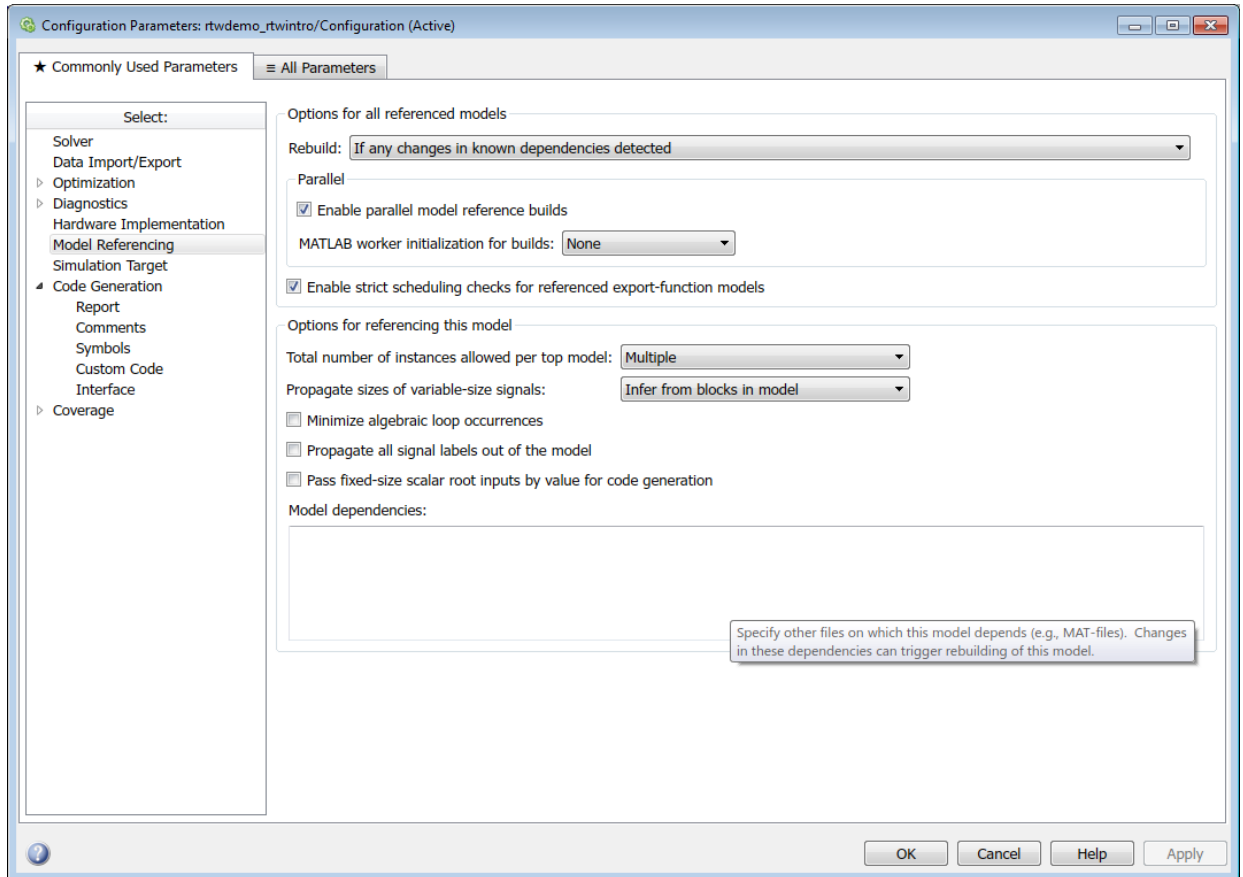 Configuration Parameters: rtwdemo_rtwintro/Configuration (Active)
★ Commonly Used Parameters
≡ All Parameters
Select:
Solver
Data Import/Export
Optimization
Diagnostics
Hardware Implementation
Model Referencing
Simulation Target
Code Generation
Report
Comments
Symbols
Custom Code
Interface
Coverage
Options for all referenced models
Rebuild: If any changes in known dependencies detected
Parallel
Enable parallel model reference builds
MATLAB worker initialization for builds: None
Enable strict scheduling checks for referenced export-function models
Options for referencing this model
Total number of instances allowed per top model: Multiple
Propagate sizes of variable-size signals: Infer from blocks in model
Minimize algebraic loop occurrences
Propagate all signal labels out of the model
Pass fixed-size scalar root inputs by value for code generation
Model dependencies:
Specify other files on which this model depends (e.g., MAT-files). Changes
in these dependencies can trigger rebuilding of this model.
OK
Cancel
Help
Apply